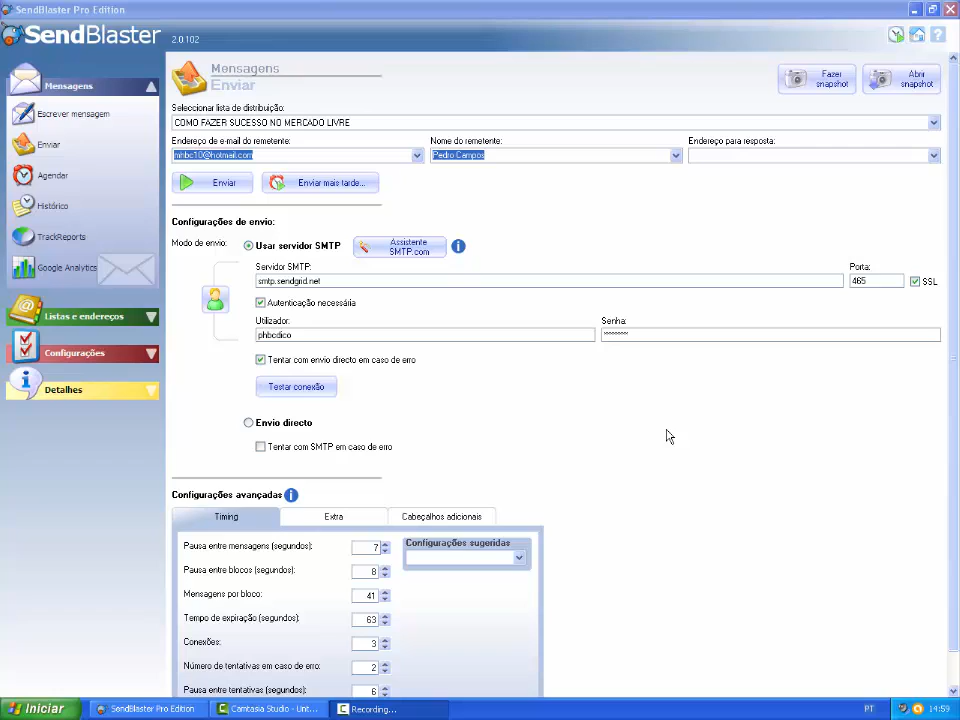 SendBlaster Pro Edition
SendBlaster 2.0.102
Mensagens
Escrever mensagem
Enviar
Agendar
Histórico
TrackReports
Google Analytics
Listas e endereços
Configurações
Detalhes
Mensagens
Enviar
Fazer snapshot
Abrir snapshot
Seleccionar lista de distribuição:
COMO FAZER SUCESSO NO MERCADO LIVRE
Endereço de e-mail do remetente: Nome do remetente: Endereço para resposta:
mhbc10@hotmail.com Pedro Campos
Enviar Enviar mais tarde...
Configurações de envio:
Modo de envio: Usar servidor SMTP Assistente SMTP.com
Servidor SMTP: Porta:
smtp.sendgrid.net 465 SSL
Autenticação necessária
Utilizador: Senha:
phbcdico ********
Tentar com envio directo em caso de erro
Testar conexão
Envio directo
Tentar com SMTP em caso de erro
Configurações avançadas
Timing Extra Cabeçalhos adicionais
Pausa entre mensagens (segundos): 7
Configurações sugeridas
Pausa entre blocos (segundos): 8
Mensagens por bloco: 41
Tempo de expiração (segundos): 63
Conexões: 3
Número de tentativas em caso de erro: 2
Pausa entre tentativas (segundos): 6
Iniciar SendBlaster Pro Edition Camtasia Studio - Unt... Recording... PT 14:59